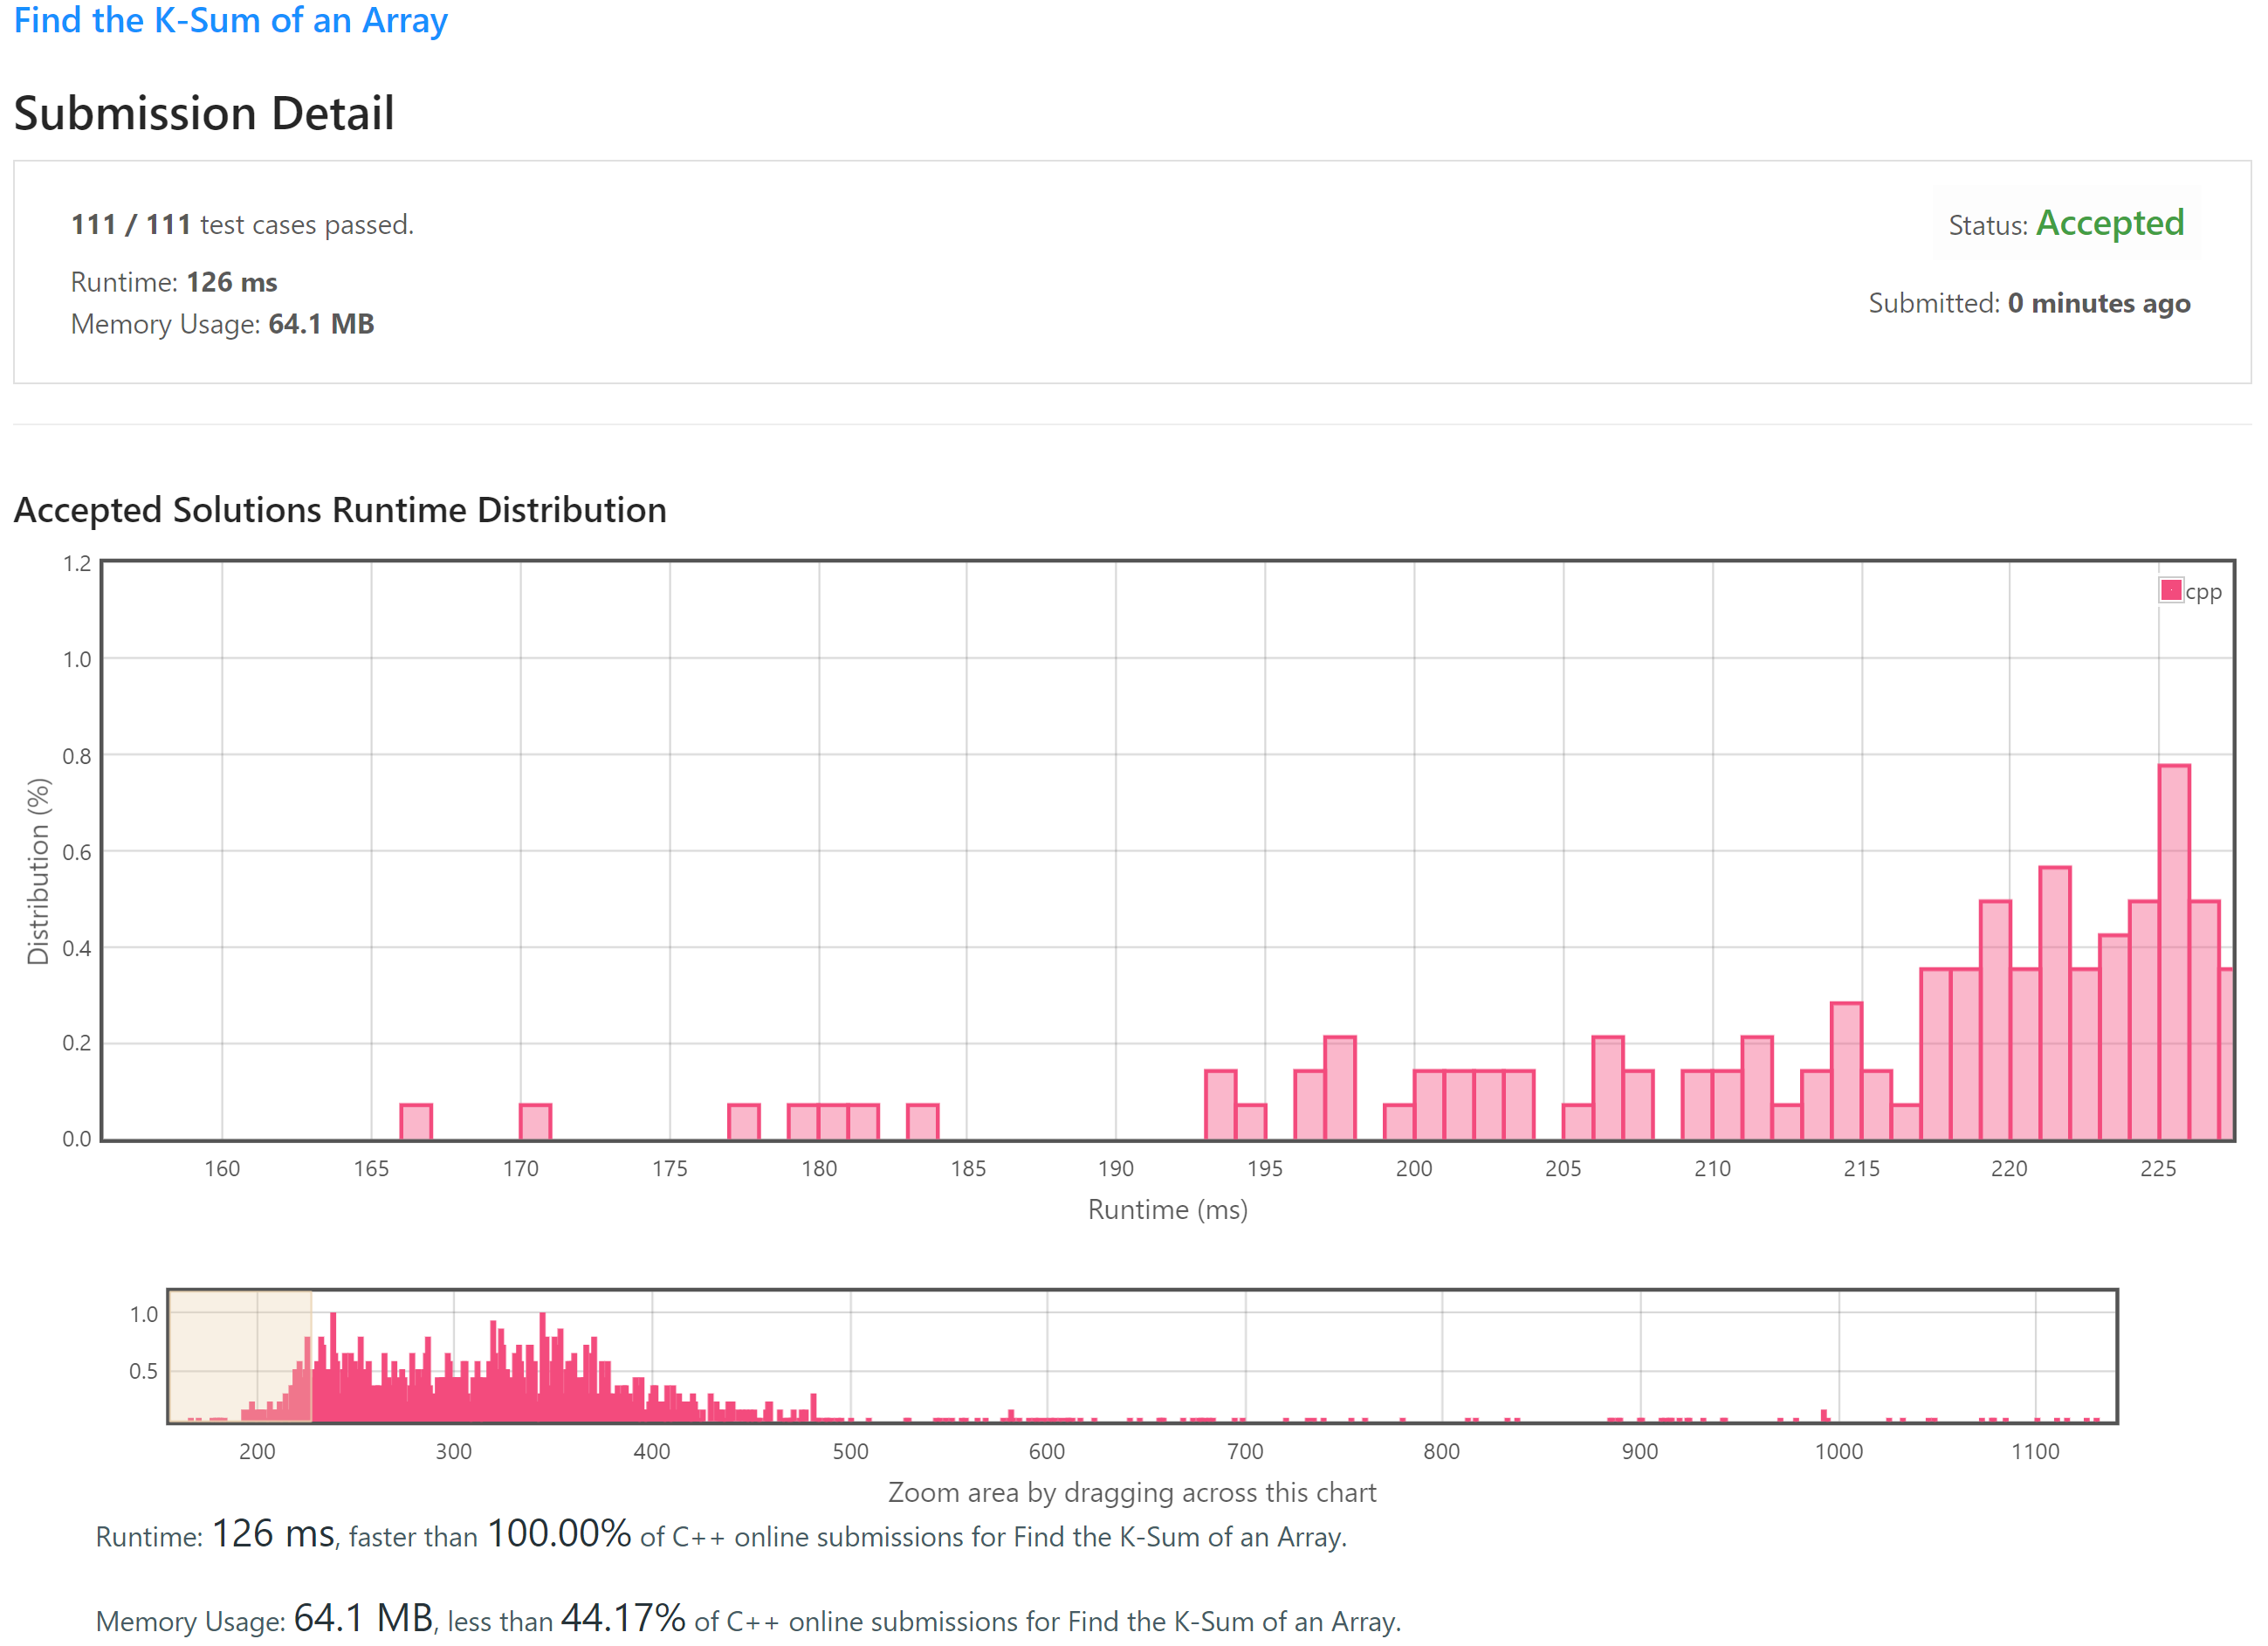 Find the K-Sum of an Array
Submission Detail
111 / 111 test cases passed.
Status: Accepted
Runtime: 126 ms
Submitted: 0 minutes ago
Memory Usage: 64.1 MB
Accepted Solutions Runtime Distribution
1.2
cpp
1.0
0.8
0.6
0.4
0.2
0.0
Distribution (%)
160 165 170 175 180 185 190 195 200 205 210 215 220 225
Runtime (ms)
1.0
0.5
200 300 400 500 600 700 800 900 1000 1100
Zoom area by dragging across this chart
Runtime: 126 ms, faster than 100.00% of C++ online submissions for Find the K-Sum of an Array.
Memory Usage: 64.1 MB, less than 44.17% of C++ online submissions for Find the K-Sum of an Array.